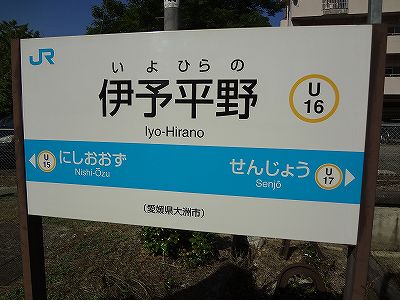 JR
いよひらの
伊予平野
U
16
Iyo-Hirano
U
15
にしおおず
Nishi-Ōzu
せんじょう
Senjō
U
17
(愛媛県大洲市)